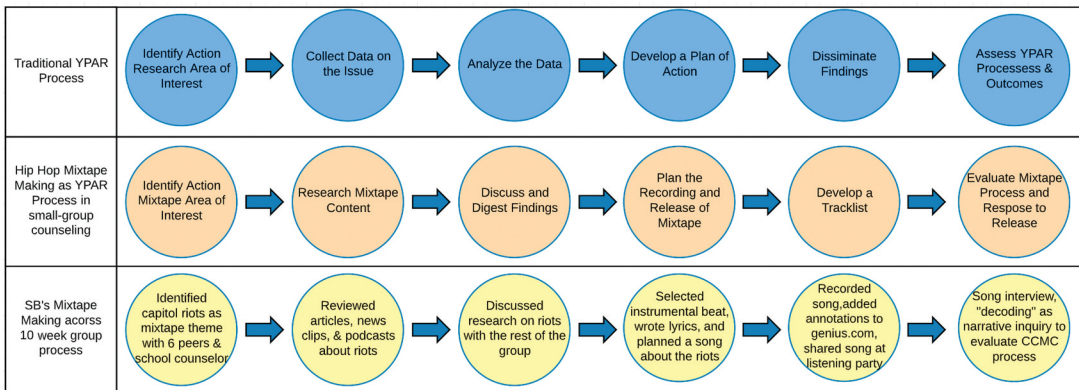 Traditional YPAR
Process
Identify Action
Research Area of
Interest
Collect Data on
the Issue
Analyze the Data
Develop a Plan of
Action
Dissiminate
Findings
Assess YPAR
Processess &
Outcomes
Hip Hop Mixtape
Making as YPAR
Process in
small-group
counseling
Identify Action
Mixtape Area of
Interest
Research Mixtape
Content
Discuss and
Digest Findings
Plan the
Recording and
Release of
Mixtape
Develop a
Tracklist
Evaluate Mixtape
Process and
Respose to
Release
SB's Mixtape
Making acorss
10 week group
process
Identified
capitol riots as
mixtape theme
with 6 peers &
school counselor
Reviewed
articles, news
clips, & podcasts
about riots
Discussed
research on riots
with the rest of the
group
Selected
instrumental beat,
wrote lyrics, and
planned a song
about the riots
Recorded
song,added
annotations to
genius.com,
shared song at
listening party
Song interview,
"decoding" as
narrative inquiry to
evaluate CCMC
process